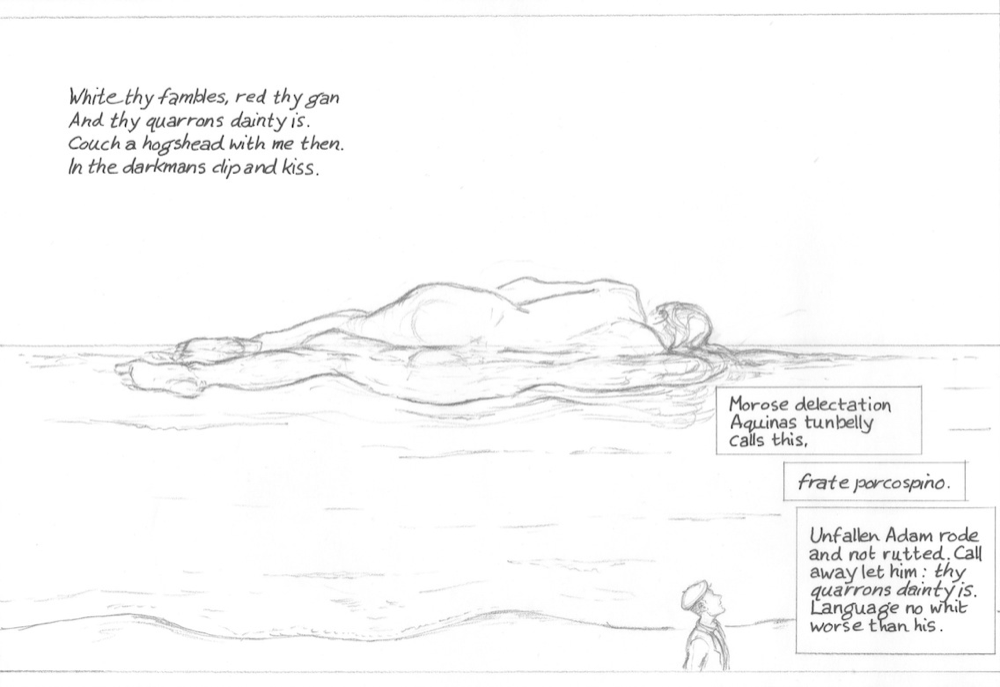 White thy fambles, red thy gan
And thy quarrons dainty is.
Couch a hogshead with me then.
In the darkmans clip and kiss.
Morose delectation
Aquinas tunbelly
calls this,
frate porcospino.
Unfallen Adam rode
and not rutted. Call
away let him: thy
quarrons dainty is.
Language no whit
worse than his.